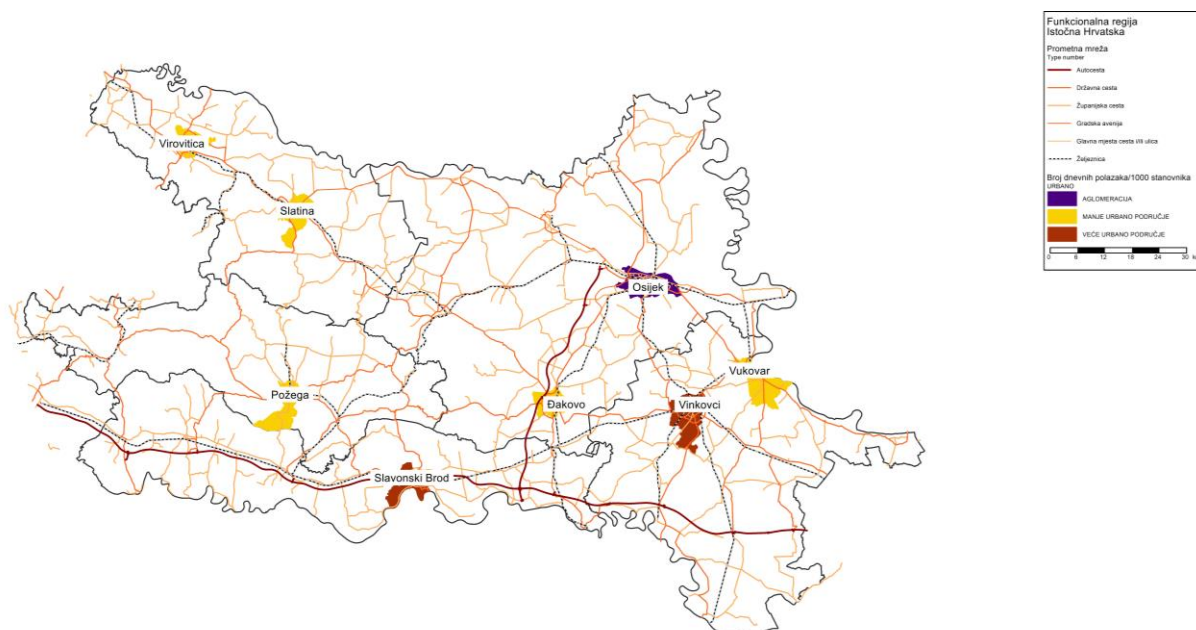 Funkcionalna regija
Istočna Hrvatska
Prometna mreža
Type number
Autocesta
Državna cesta
Županijska cesta
Gradska avenija
Glavna mjesta cesta i/ili ulica
Željeznica
Broj dnevnih polazaka/1000 stanovnika
URBANO
AGLOMERACIJA
MANJE URBANO PODRUČJE
VEĆE URBANO PODRUČJE
0 6 12 18 24 30 k
Virovitica
Slatina
Osijek
Vukovar
Požega
Đakovo
Vinkovci
Slavonski Brod